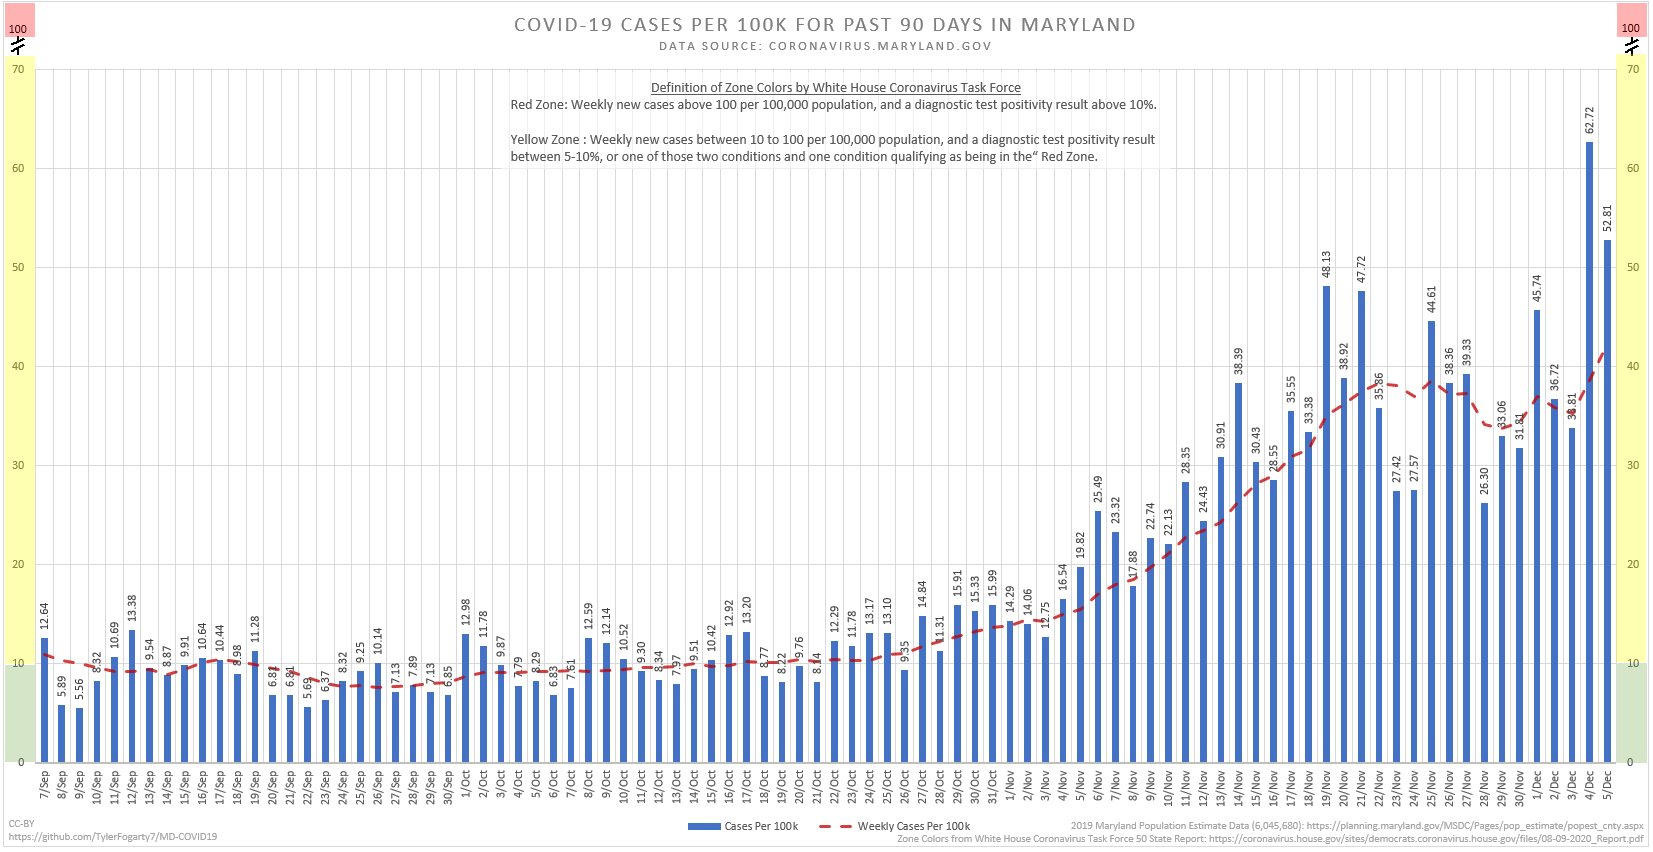 COVID-19 CASES PER 100K FOR PAST 90 DAYS IN MARYLAND
DATA SOURCE: CORONAVIRUS.MARYLAND.GOV
Definition of Zone Colors by White House Coronavirus Task Force
Red Zone: Weekly new cases above 100 per 100,000 population, and a diagnostic test positivity result above 10%.
Yellow Zone : Weekly new cases between 10 to 100 per 100,000 population, and a diagnostic test positivity result
between 5-10%, or one of those two conditions and one condition qualifying as being in the“ Red Zone.
100 100
70 70
60 60
50 50
40 40
30 30
20 20
10 10
0 0
12.64 5.89 5.56 8.32 10.69 13.38 9.54 8.87 9.91 10.64 10.44 8.98 11.28 6.81 6.81 5.69 6.37 8.32 9.25 10.14 7.13 7.89 7.13 6.85
12.98 11.78 9.87 7.79 8.29 6.83 7.61 12.59 12.14 10.52 9.30 8.34 7.97 9.51 10.42 12.92 13.20 8.77 8.22 9.76 8.14 12.29 11.78 13.17 13.10 9.35 14.84 11.31 15.91 15.33 15.99
14.29 14.06 12.75 16.54 19.82 25.49 23.32 17.88 22.74 22.13 28.35 24.43 30.91 38.39 30.43 28.55 35.55 33.38 48.13 38.92 47.72 35.86 27.42 27.57 44.61 38.36 39.33 26.30 33.06 31.81
45.74 36.72 33.81 62.72 52.81
7/Sep 8/Sep 9/Sep 10/Sep 11/Sep 12/Sep 13/Sep 14/Sep 15/Sep 16/Sep 17/Sep 18/Sep 19/Sep 20/Sep 21/Sep 22/Sep 23/Sep 24/Sep 25/Sep 26/Sep 27/Sep 28/Sep 29/Sep 30/Sep
1/Oct 2/Oct 3/Oct 4/Oct 5/Oct 6/Oct 7/Oct 8/Oct 9/Oct 10/Oct 11/Oct 12/Oct 13/Oct 14/Oct 15/Oct 16/Oct 17/Oct 18/Oct 19/Oct 20/Oct 21/Oct 22/Oct 23/Oct 24/Oct 25/Oct 26/Oct 27/Oct 28/Oct 29/Oct 30/Oct 31/Oct
1/Nov 2/Nov 3/Nov 4/Nov 5/Nov 6/Nov 7/Nov 8/Nov 9/Nov 10/Nov 11/Nov 12/Nov 13/Nov 14/Nov 15/Nov 16/Nov 17/Nov 18/Nov 19/Nov 20/Nov 21/Nov 22/Nov 23/Nov 24/Nov 25/Nov 26/Nov 27/Nov 28/Nov 29/Nov 30/Nov
1/Dec 2/Dec 3/Dec 4/Dec 5/Dec
Cases Per 100k Weekly Cases Per 100k
CC-BY
https://github.com/TylerFogarty7/MD-COVID19
2019 Maryland Population Estimate Data (6,045,680): https://planning.maryland.gov/MSDC/Pages/pop_estimate/popest_cnty.aspx
Zone Colors from White House Coronavirus Task Force 50 State Report: https://coronavirus.house.gov/sites/democrats.coronavirus.house.gov/files/08-09-2020_Report.pdf